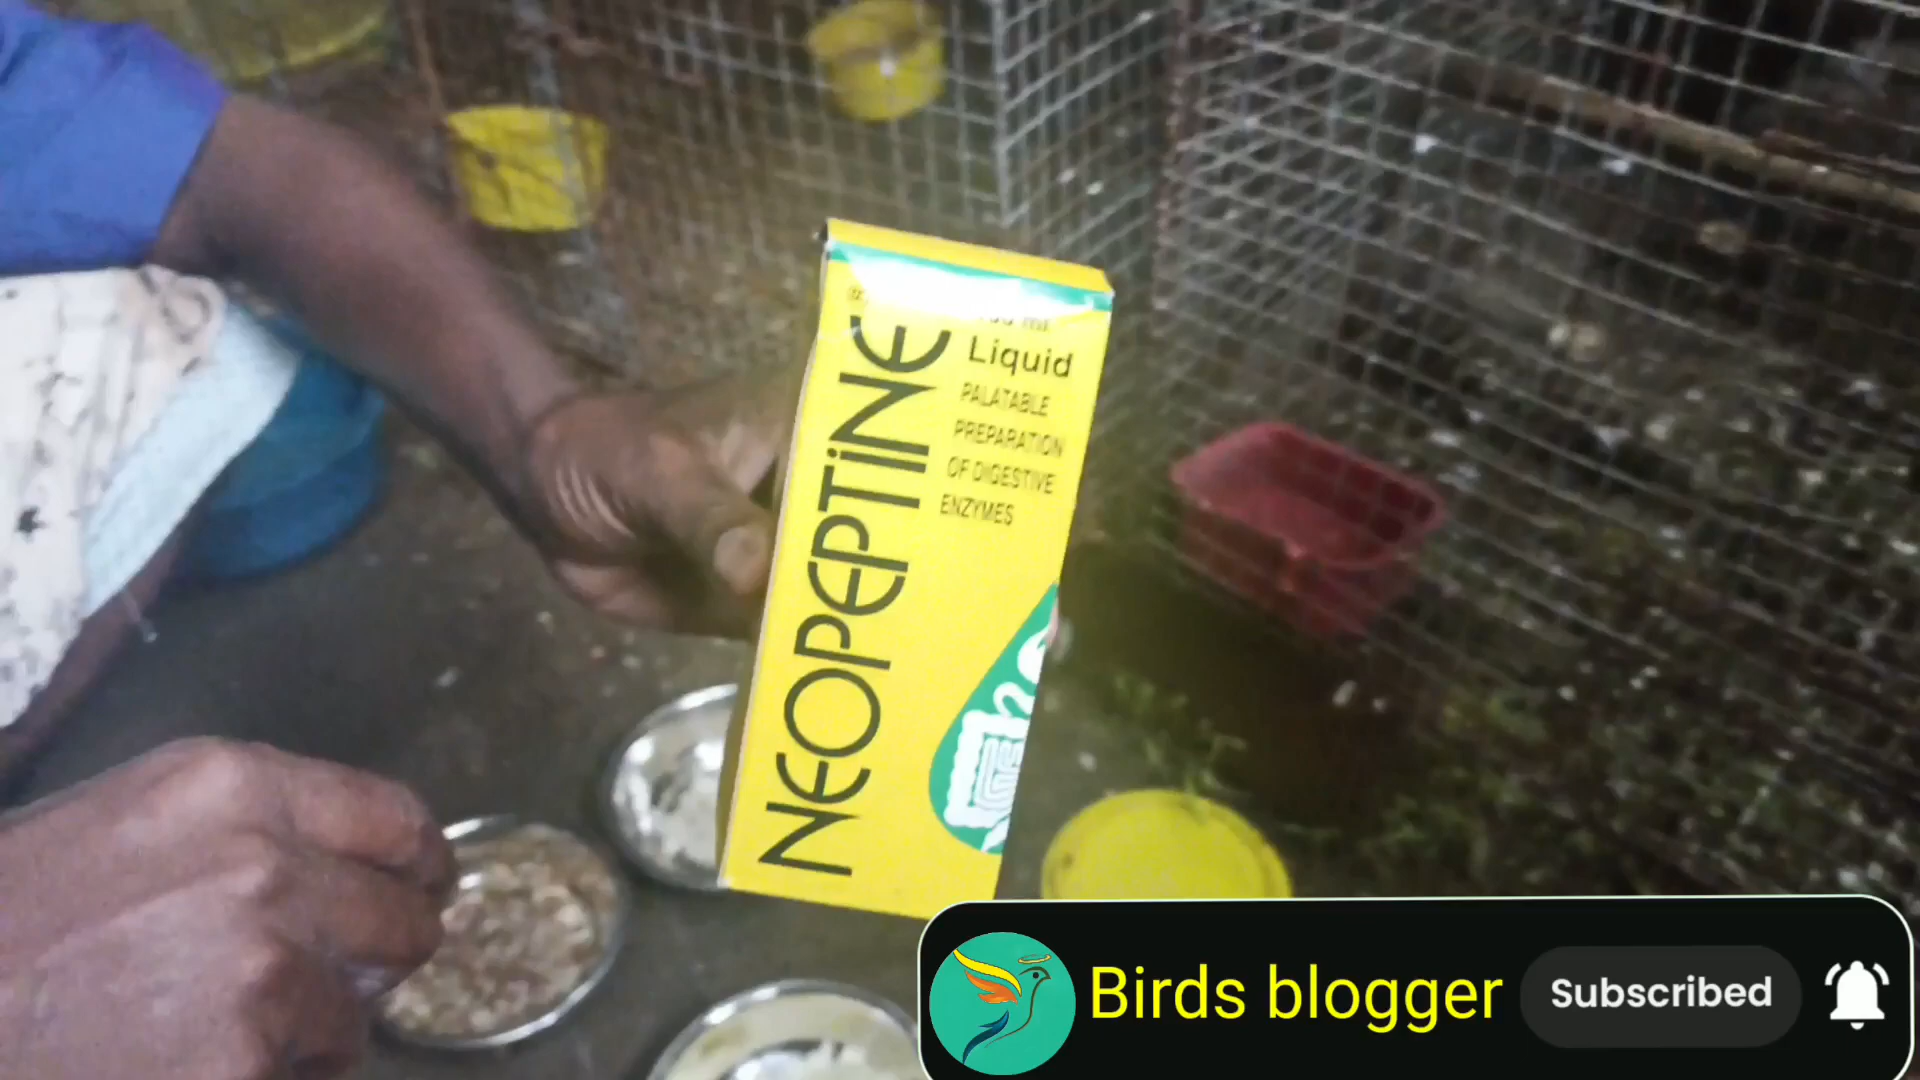 NEOPEPTINE
Liquid
PALATABLE
PREPARATION
OF DIGESTIVE
ENZYMES
Birds blogger
Subscribed